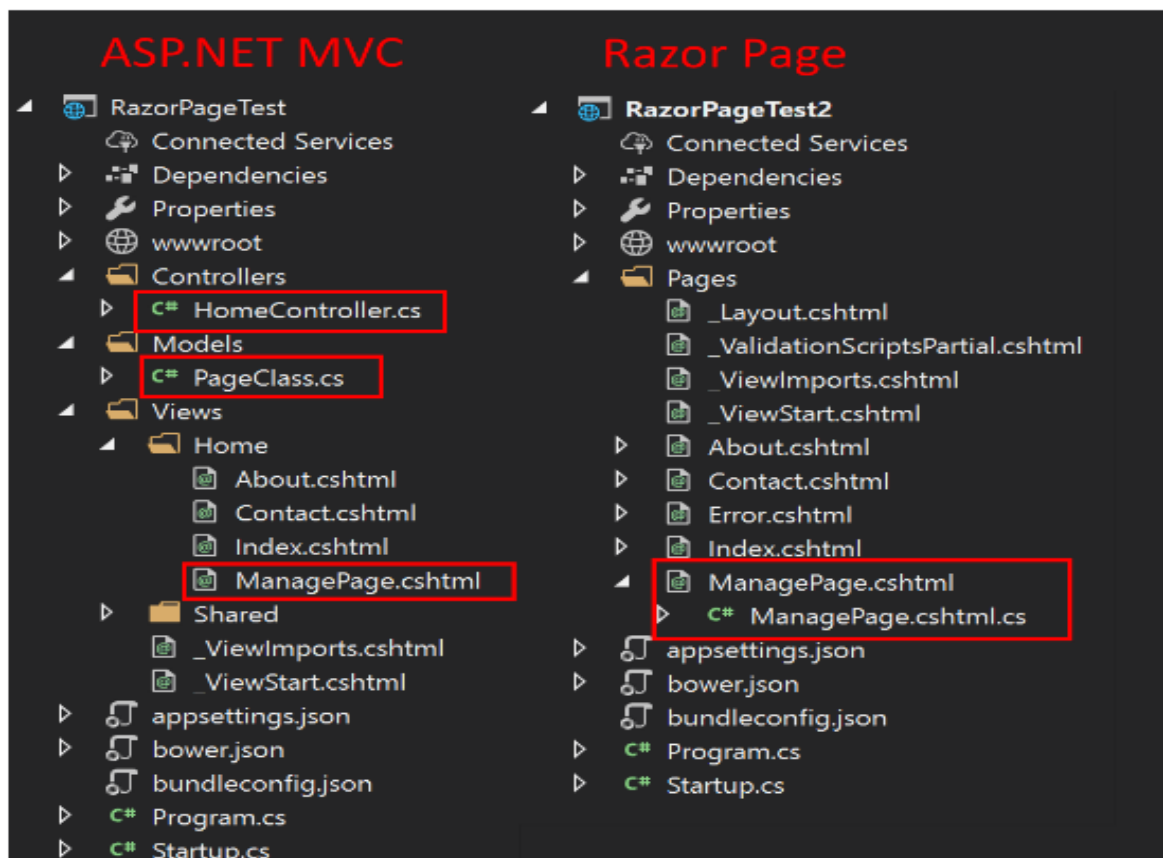 ASP.NET MVC
RazorPageTest
Connected Services
Dependencies
Properties
wwwroot
Controllers
C# HomeController.cs
Models
C# PageClass.cs
Views
Home
About.cshtml
Contact.cshtml
Index.cshtml
ManagePage.cshtml
Shared
_ViewImports.cshtml
_ViewStart.cshtml
appsettings.json
bower.json
bundleconfig.json
C# Program.cs
C# Startup.cs
Razor Page
RazorPageTest2
Connected Services
Dependencies
Properties
wwwroot
Pages
_Layout.cshtml
_ValidationScriptsPartial.cshtml
_ViewImports.cshtml
_ViewStart.cshtml
About.cshtml
Contact.cshtml
Error.cshtml
Index.cshtml
ManagePage.cshtml
C# ManagePage.cshtml.cs
appsettings.json
bower.json
bundleconfig.json
C# Program.cs
C# Startup.cs